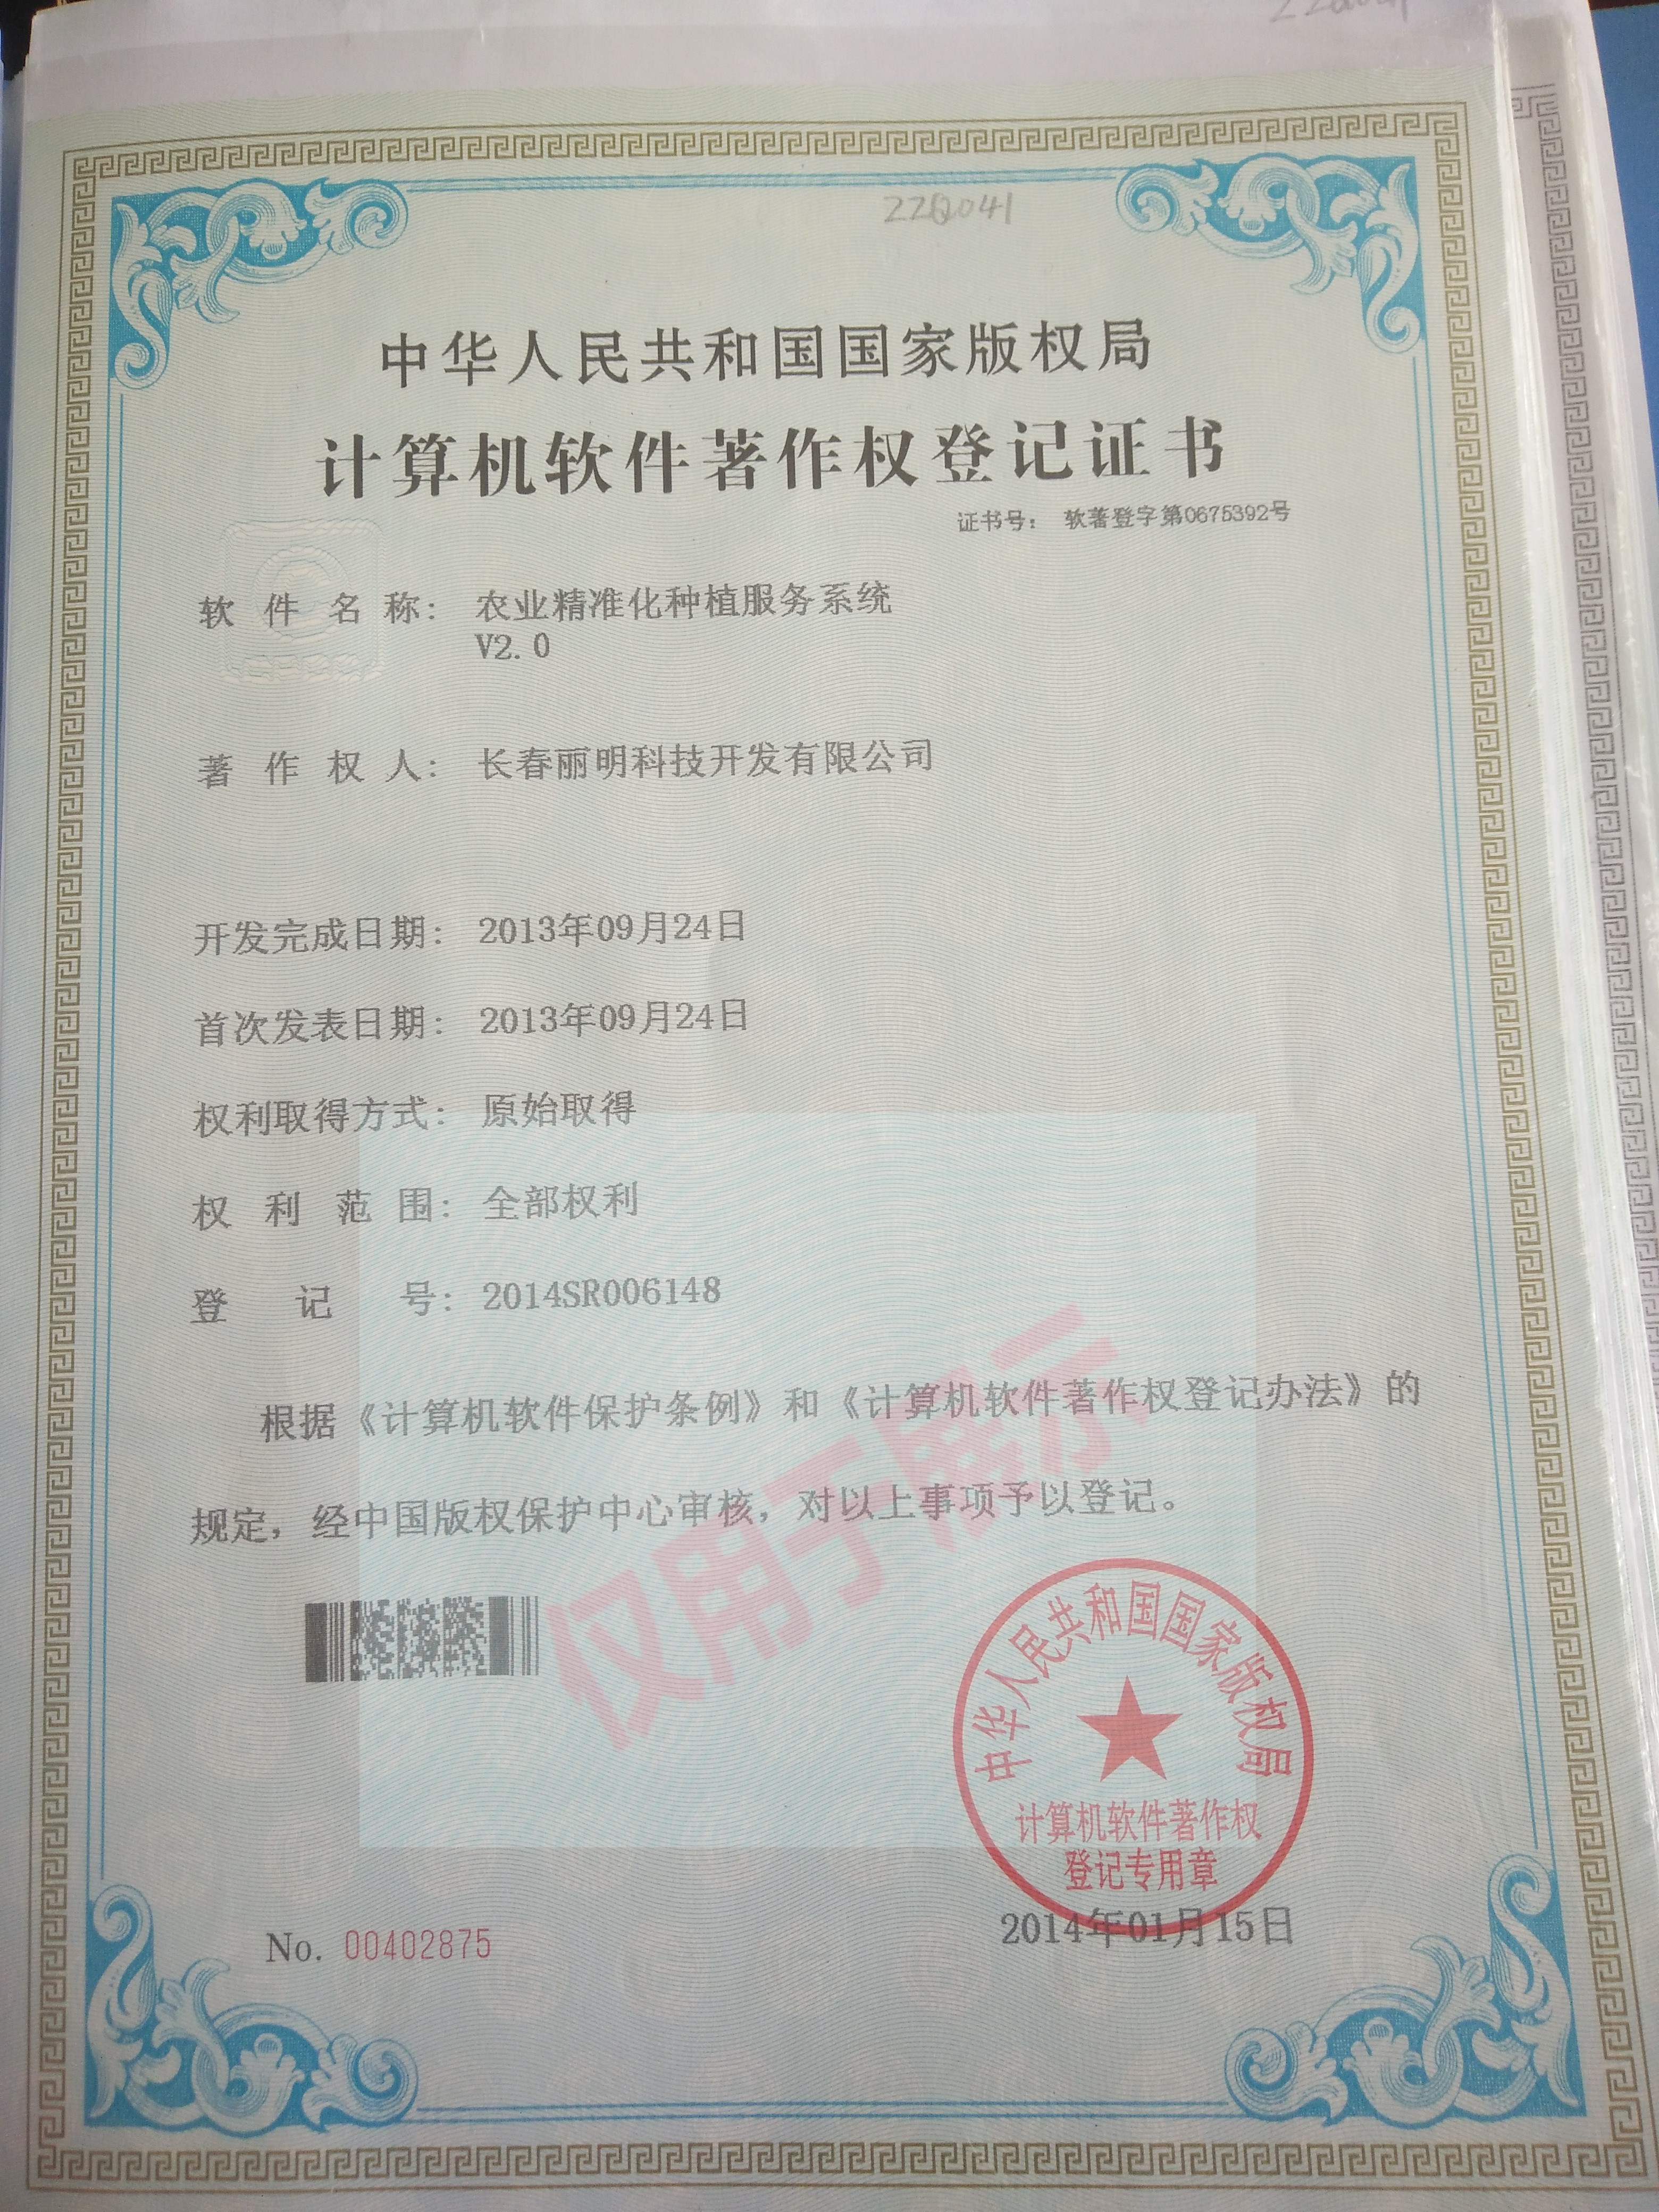 ZZQ041
中华人民共和国国家版权局
计算机软件著作权登记证书
证书号： 软著登字第0675392号
软件名称： 农业精准化种植服务系统
V2.0
著作权人： 长春丽明科技开发有限公司
开发完成日期： 2013年09月24日
首次发表日期： 2013年09月24日
权利取得方式： 原始取得
权利范围： 全部权利
登记号： 2014SR006148
根据《计算机软件保护条例》和《计算机软件著作权登记办法》的
规定，经中国版权保护中心审核，对以上事项予以登记。
仅用于展示
中华人民共和国国家版权局
计算机软件著作权
登记专用章
No. 00402875
2014年01月15日